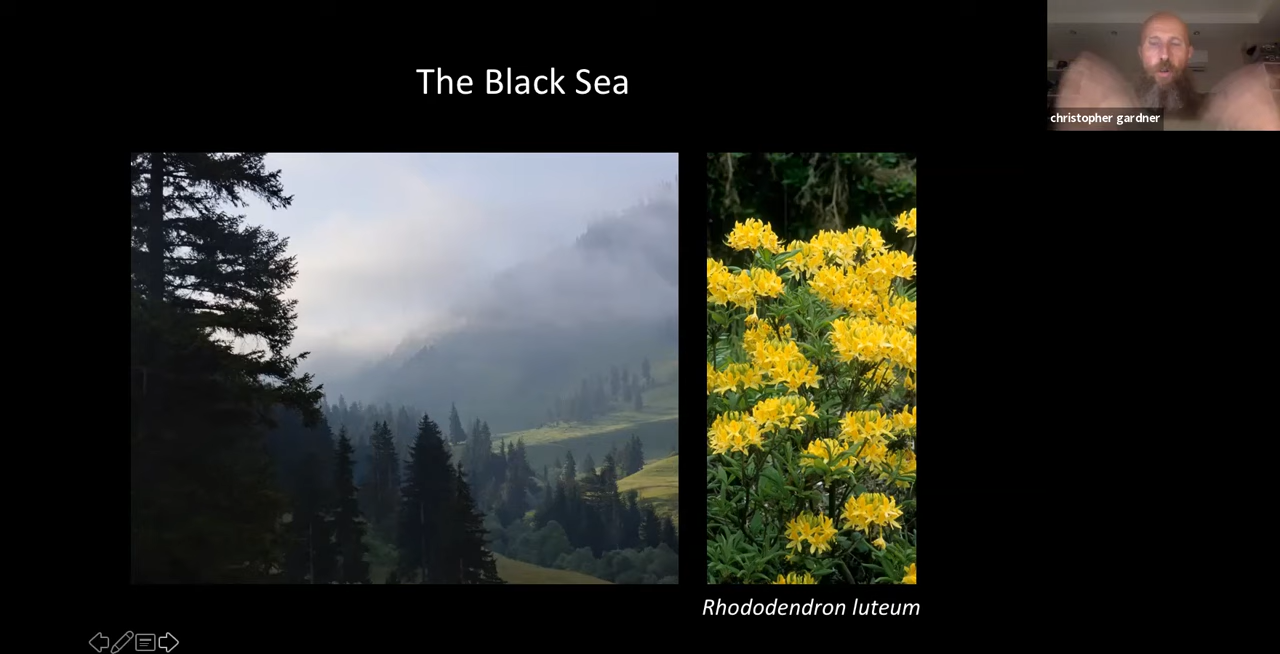 The Black Sea
christopher gardner
Rhododendron luteum